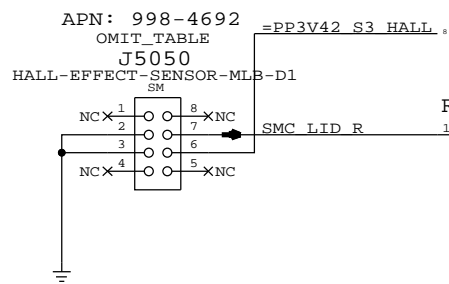 APN: 998-4692
OMIT_TABLE
J5050
HALL-EFFECT-SENSOR-MLB-D1
SM
=PP3V42_S3_HALL 8
NC 1 8 NC
2 7 SMC_LID_R 1
3 6
NC 4 5 NC
R